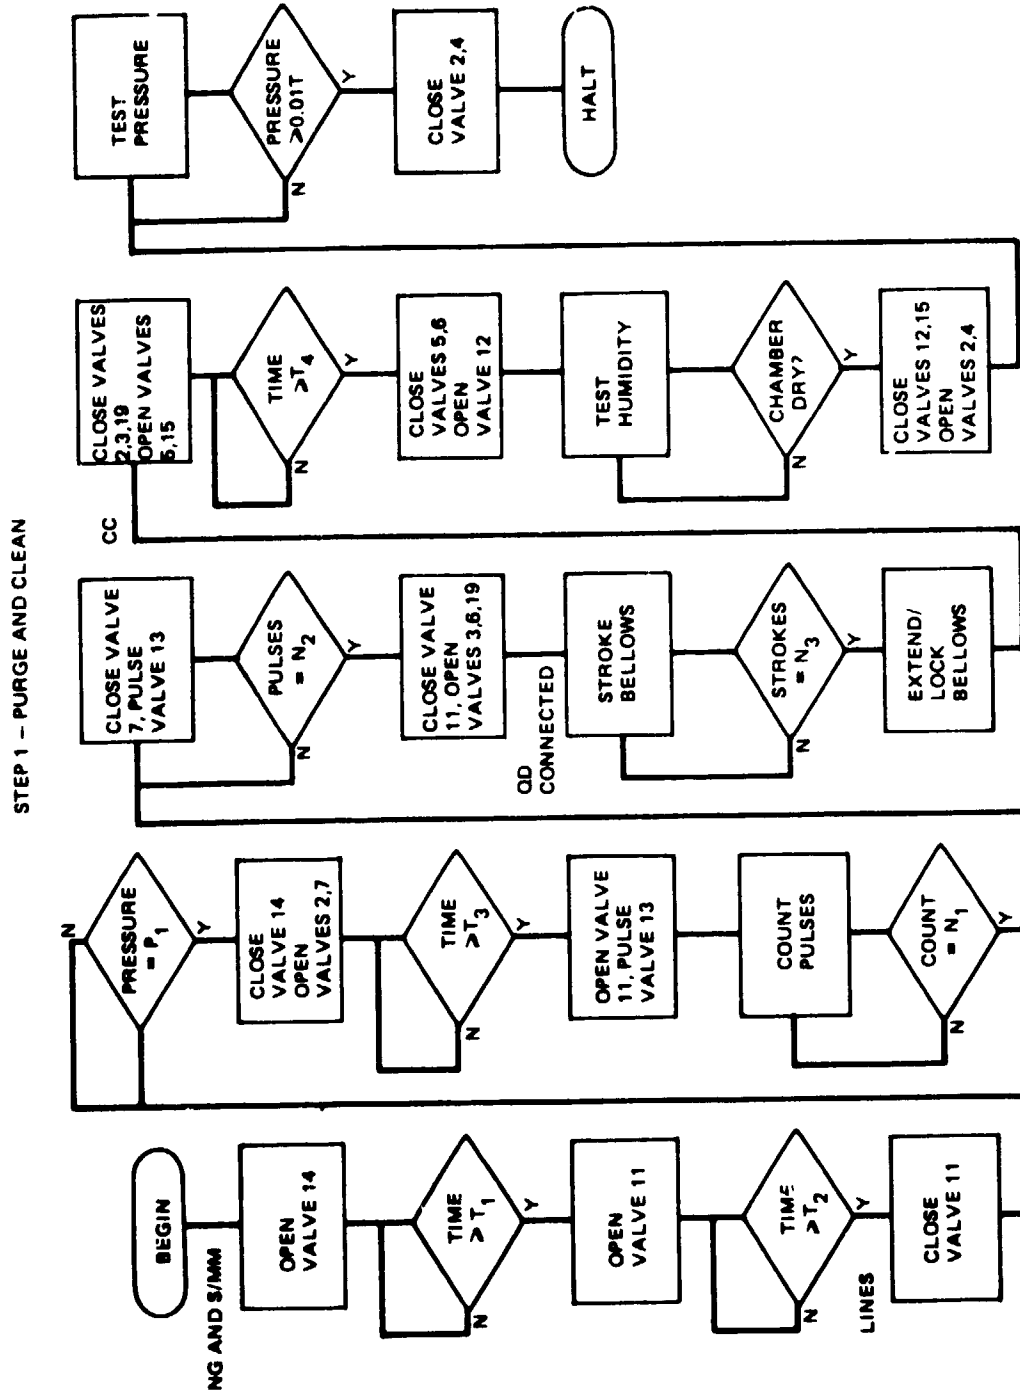 STEP 1 – PURGE AND CLEAN
BEGIN
NG AND S/MM
OPEN
VALVE 14
TIME
>T1
N
Y
OPEN
VALVE 11
TIME
>T2
N
Y
LINES
CLOSE
VALVE 11
PRESSURE
= P1
N
Y
CLOSE
VALVE 14
OPEN
VALVES 2,7
TIME
>T3
N
Y
OPEN VALVE
11, PULSE
VALVE 13
COUNT
PULSES
COUNT
= N1
N
Y
CLOSE VALVE
7, PULSE
VALVE 13
PULSES
= N2
N
Y
CLOSE VALVE
11, OPEN
VALVES 3,6,19
QD
CONNECTED
STROKE
BELLOWS
STROKES
= N3
N
Y
EXTEND/
LOCK
BELLOWS
CC
CLOSE VALVES
2,3,19
OPEN VALVES
5,15
TIME
≥T4
N
Y
CLOSE
VALVES 5,6
OPEN
VALVE 12
TEST
HUMIDITY
CHAMBER
DRY?
N
Y
CLOSE
VALVES 12,15
OPEN
VALVES 2,4
TEST
PRESSURE
PRESSURE
≥0.01T
N
Y
CLOSE
VALVE 2,4
HALT